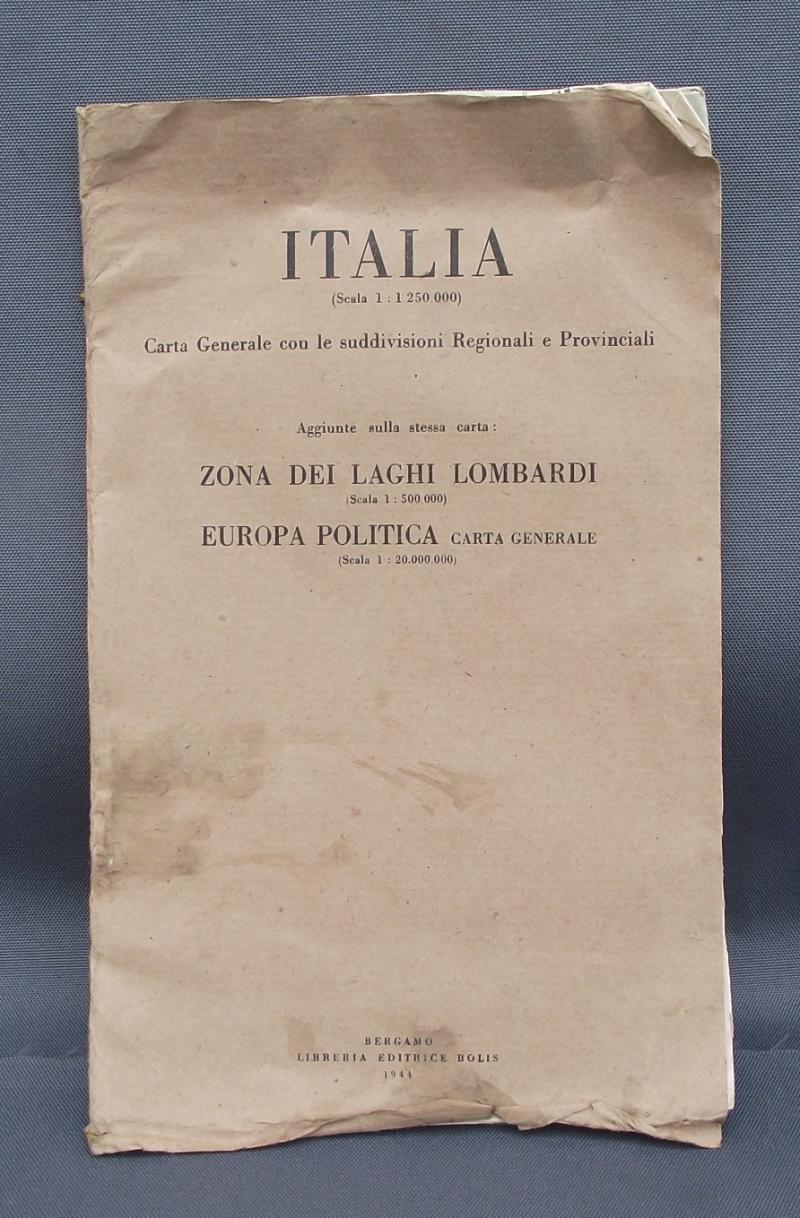 ITALIA
(Scala 1 : 1 250.000)
Carta Generale con le suddivisioni Regionali e Provinciali
Aggiunte sulla stessa carta :
ZONA DEI LAGHI LOMBARDI
(Scala 1 : 500.000)
EUROPA POLITICA CARTA GENERALE
(Scala 1 : 20.000.000)
BERGAMO
LIBRERIA EDITRICE BOLIS
1944